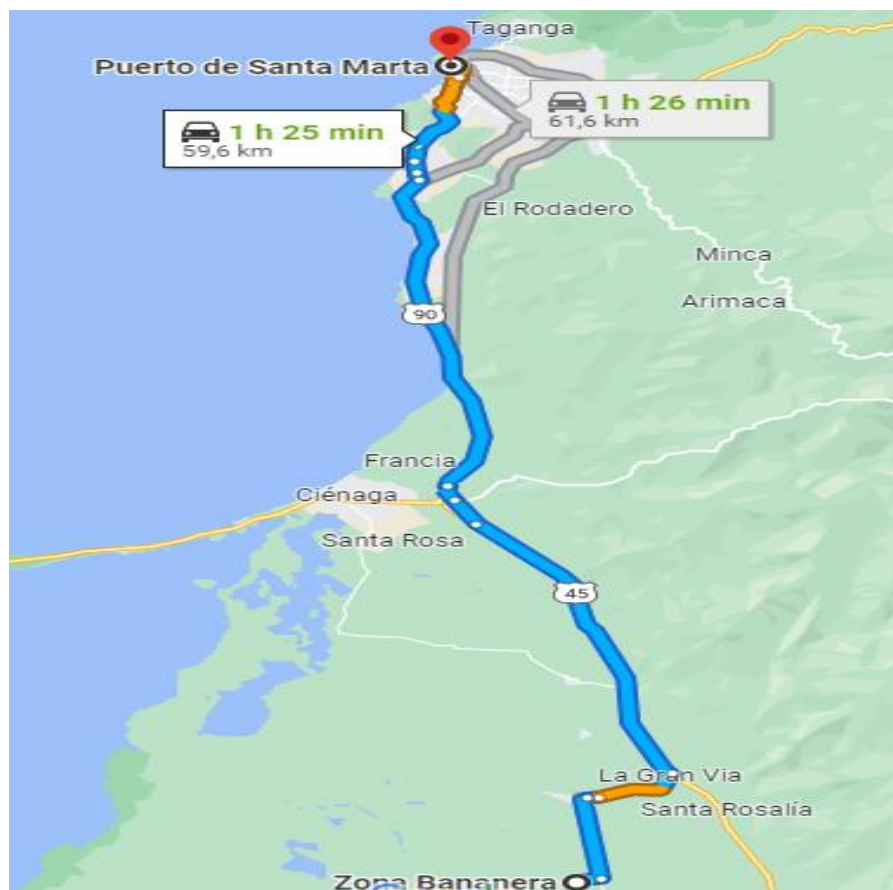 Taganga
Puerto de Santa Marta
1 h 26 min
61,6 km
1 h 25 min
59,6 km
El Rodadero
Minca
Arimaca
90
Francia
Ciénaga
Santa Rosa
45
La Gran Via
Santa Rosalía
Zona Bananera